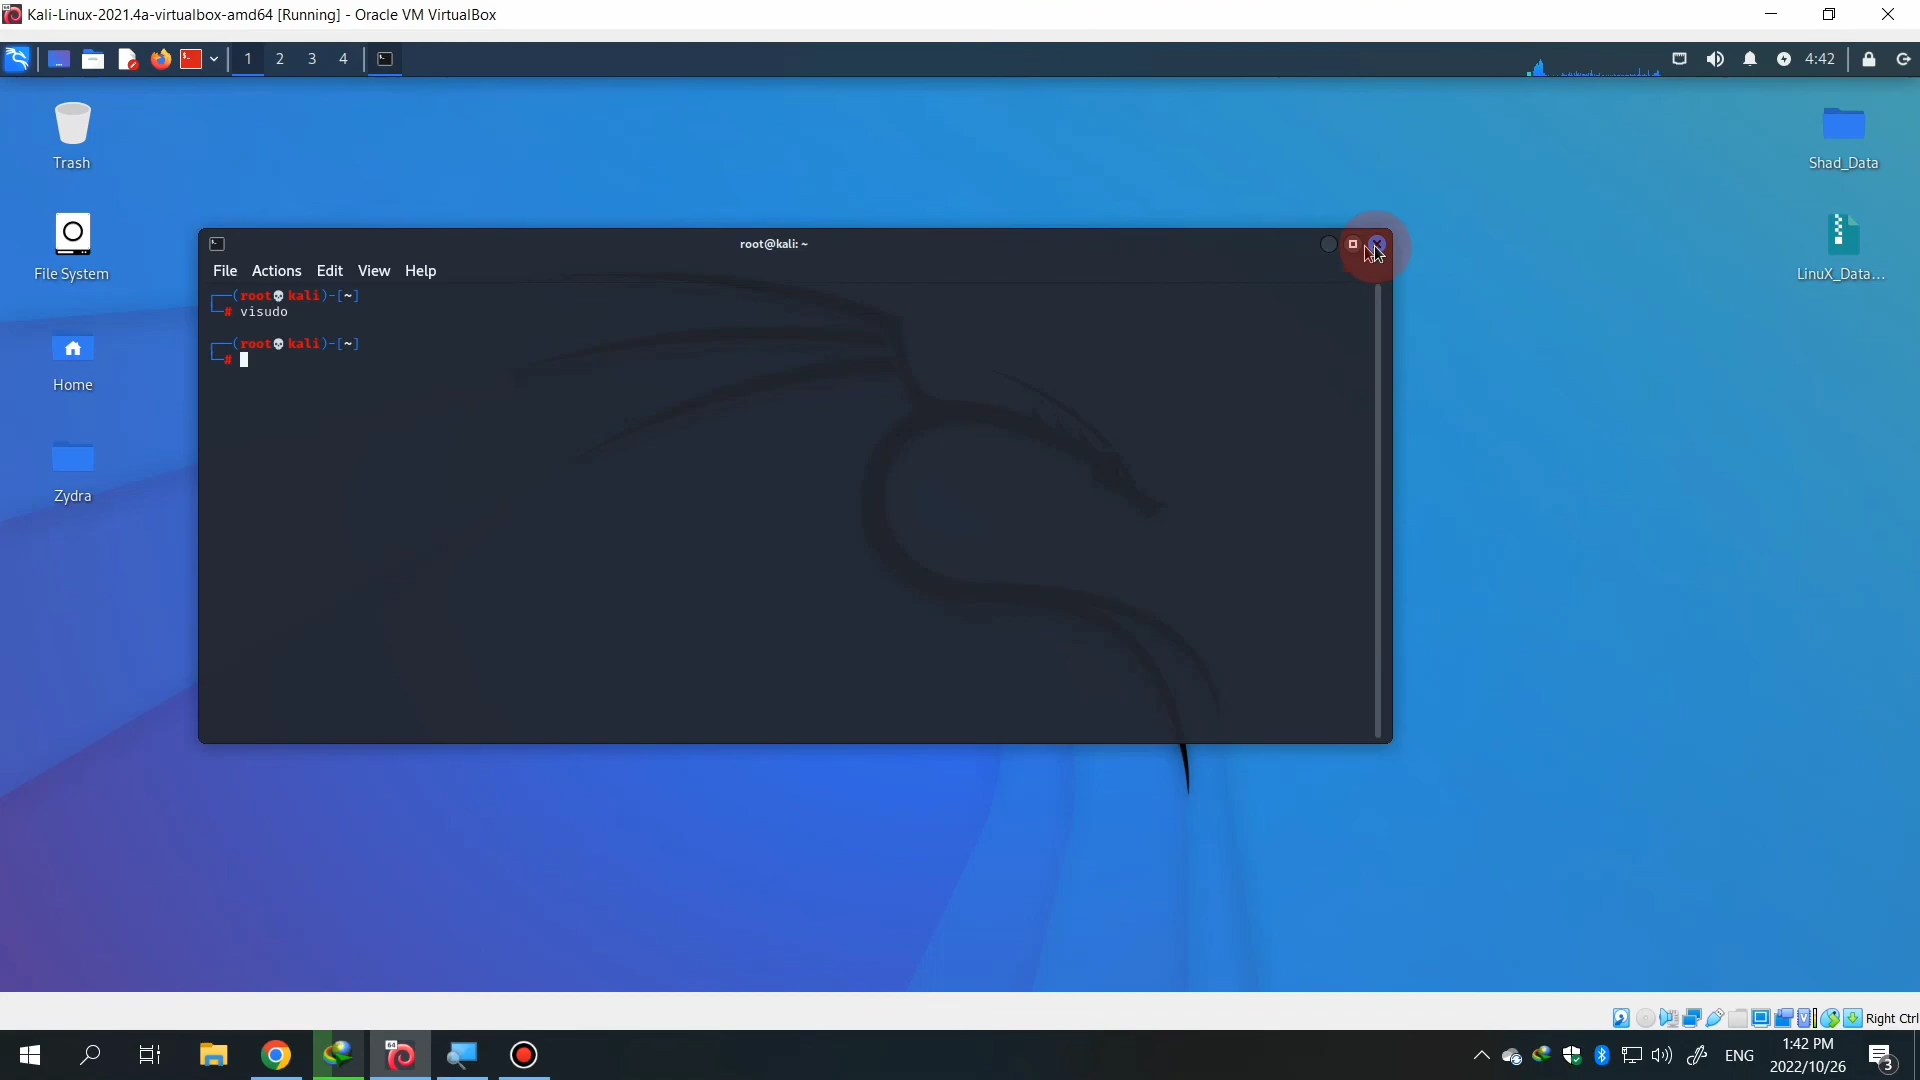 Kali-Linux-2021.4a-virtualbox-amd64 [Running] - Oracle VM VirtualBox
1 2 3 4
4:42
Trash
Shad_Data
File System
LinuX_Data...
root@kali: ~
File Actions Edit View Help
(root💀kali)-[~]
# visudo
(root💀kali)-[~]
#
Home
Zydra
Right Ctrl
ENG
1:42 PM
2022/10/26
3